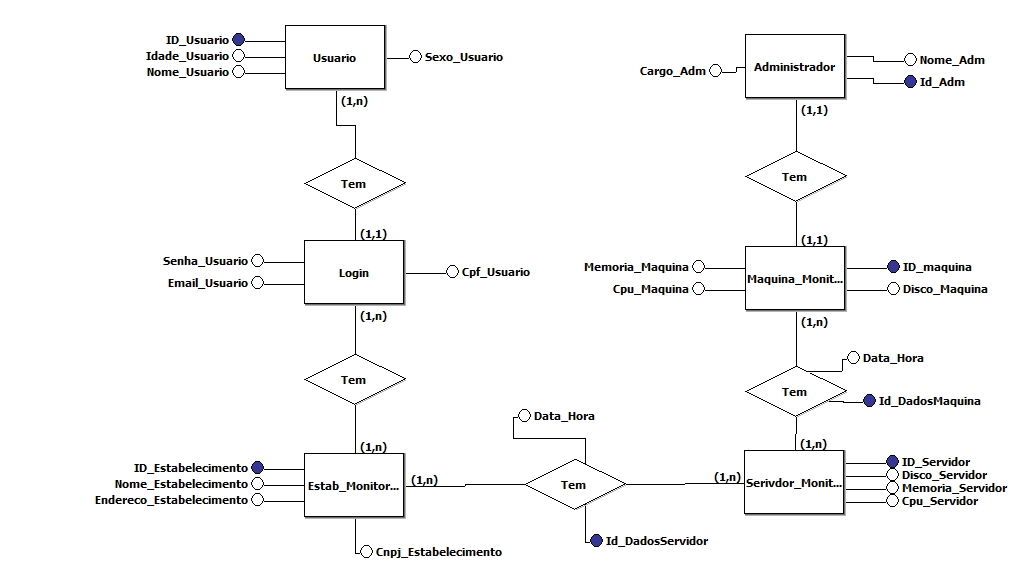 ID_Usuario
Idade_Usuario
Nome_Usuario
Usuario
Sexo_Usuario
(1,n)
Tem
(1,1)
Senha_Usuario
Email_Usuario
Login
Cpf_Usuario
(1,n)
Tem
(1,n)
ID_Estabelecimento
Nome_Estabelecimento
Endereco_Estabelecimento
Estab_Monitor...
(1,n)
Cnpj_Estabelecimento
Data_Hora
Tem
Id_DadosServidor
Cargo_Adm
Administrador
Nome_Adm
Id_Adm
(1,1)
Tem
(1,1)
Memoria_Maquina
Cpu_Maquina
Maquina_Monit...
ID_maquina
Disco_Maquina
(1,n)
Data_Hora
Tem
Id_DadosMaquina
(1,n)
(1,n)
Serivdor_Monit...
ID_Servidor
Disco_Servidor
Memoria_Servidor
Cpu_Servidor